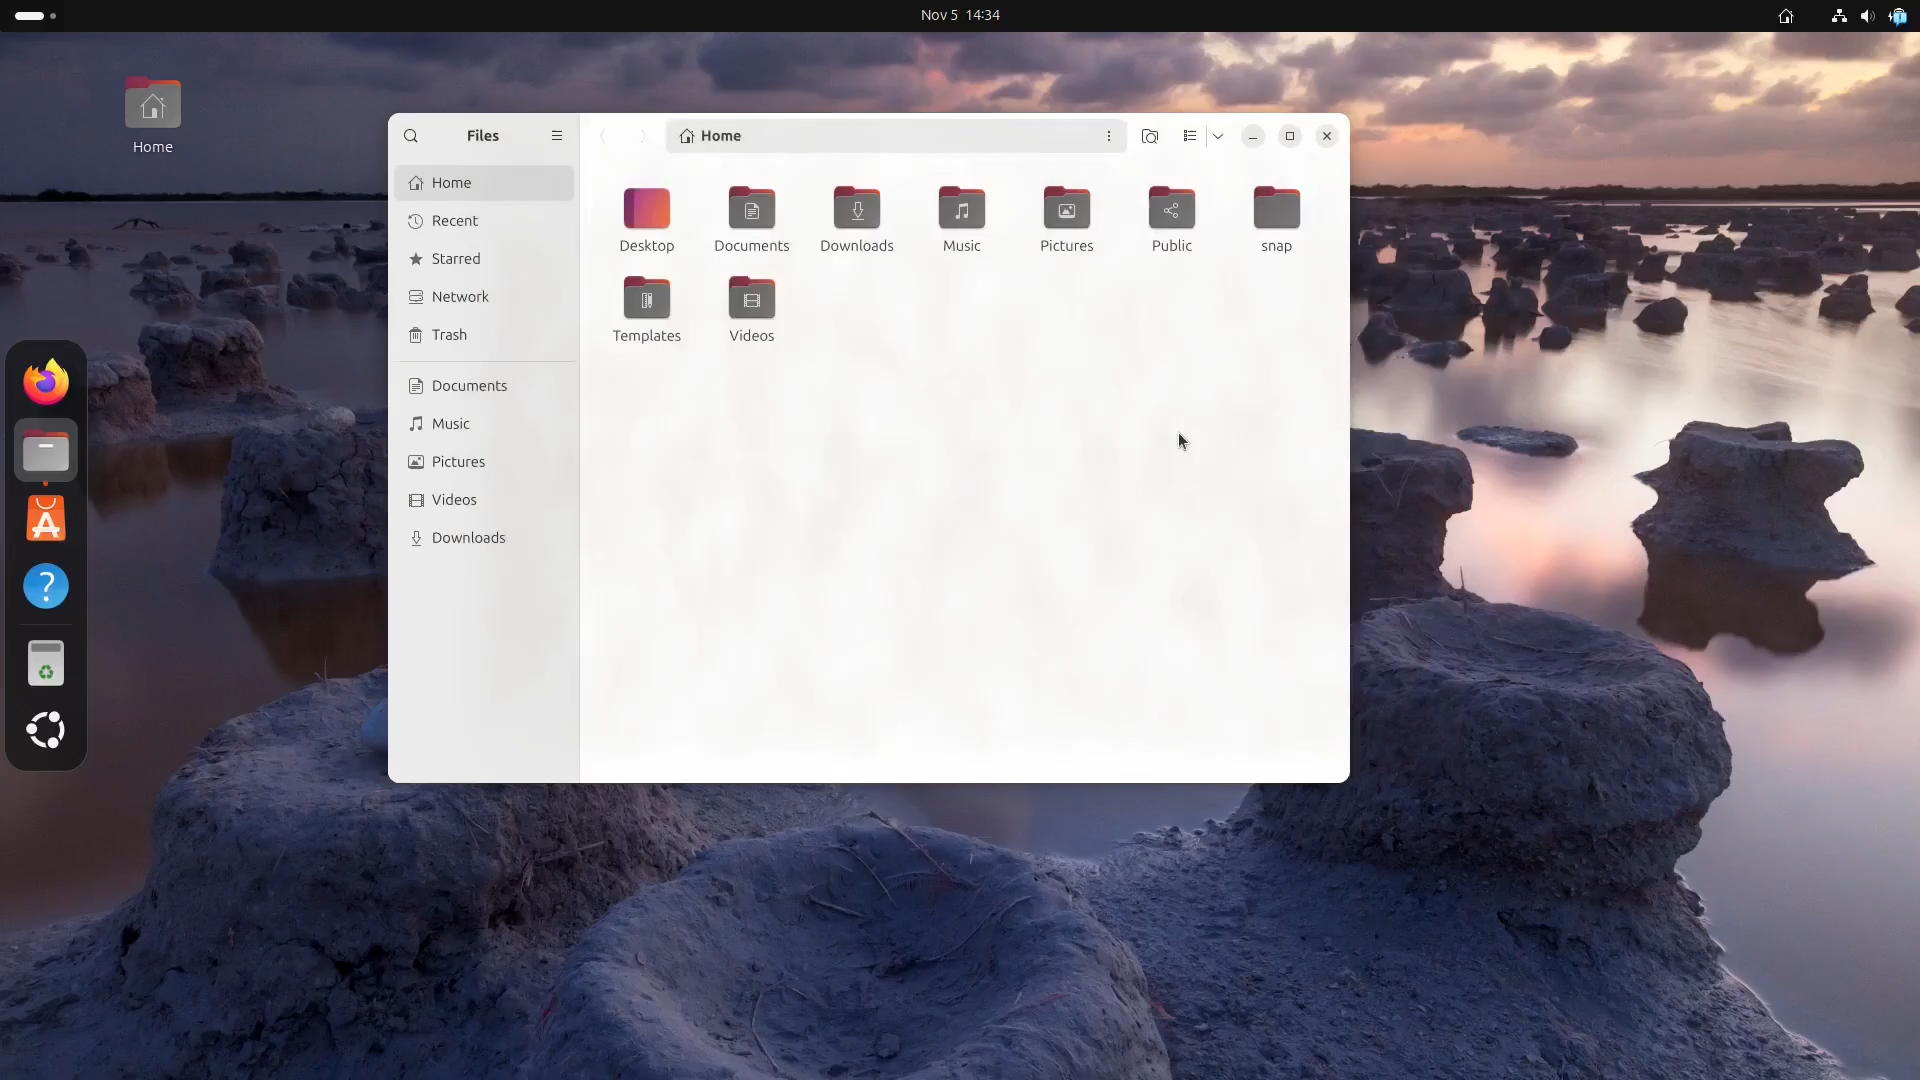 Nov 5 14:34
Home
Files
Home
Home
Recent
Starred
Network
Trash
Documents
Music
Pictures
Videos
Downloads
Desktop
Documents
Downloads
Music
Pictures
Public
snap
Templates
Videos